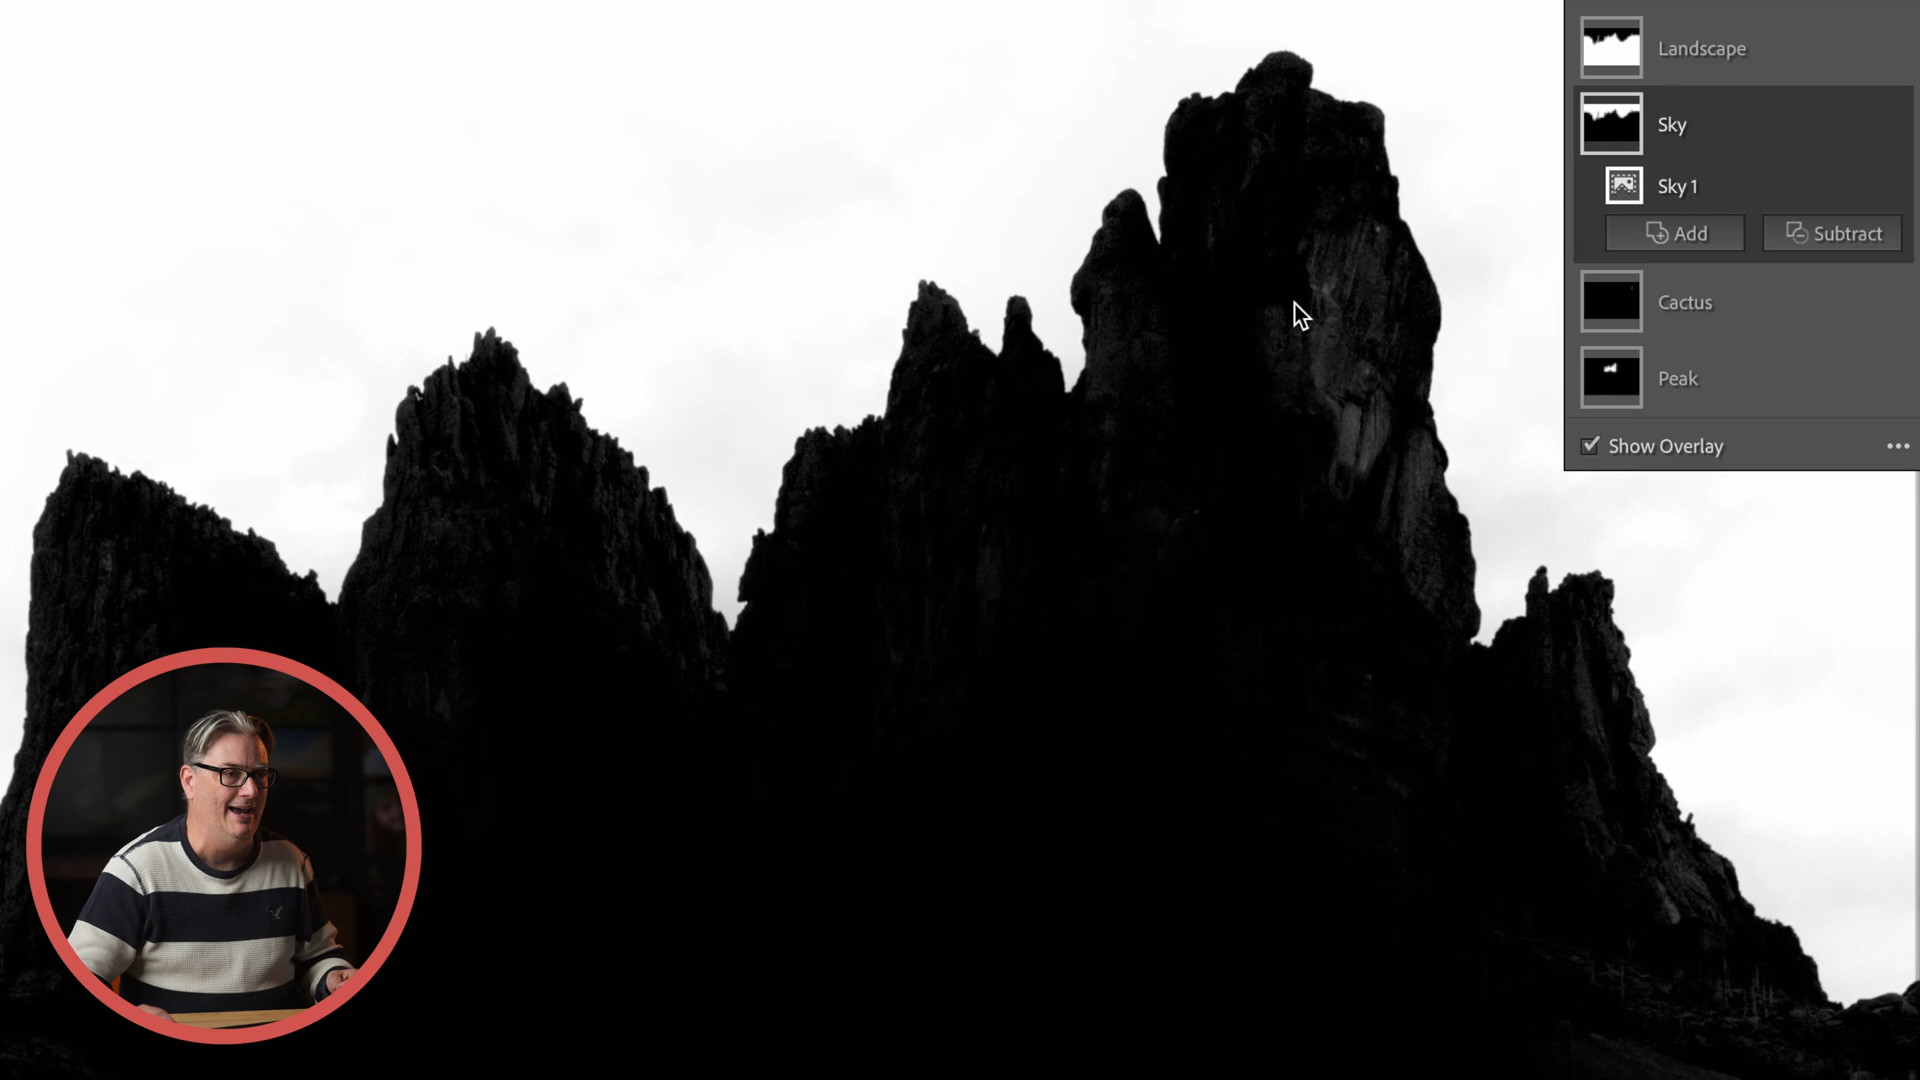 Landscape
Sky
Sky 1
Add
Subtract
Cactus
Peak
Show Overlay